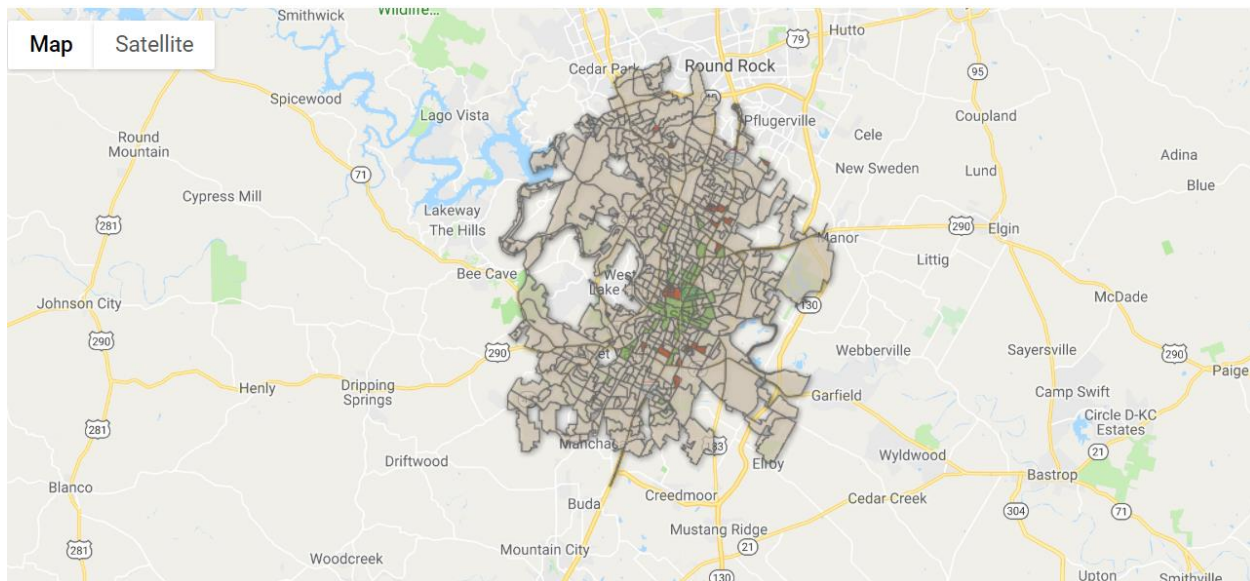 Smithwick
Wildlife...
Hutto
79
Map Satellite
Cedar Park
Round Rock
95
Spicewood
Lago Vista
Pflugerville
Coupland
Cele
Round
Mountain
New Sweden
Adina
71
Lund
Blue
Cypress Mill
Lakeway
281
The Hills
290
Manor
Elgin
Littig
Bee Cave
West
Lake
Johnson City
McDade
130
290
Webberville
Sayersville
290
290
Paige
Henly
Dripping
Springs
Garfield
Camp Swift
Circle D-KC
Estates
281
183
21
Driftwood
Elroy
Wyldwood
Bastrop
Blanco
Buda
Creedmoor
Cedar Creek
304
71
Mustang Ridge
281
Mountain City
21
Woodcreek
130
Upton
Smithville